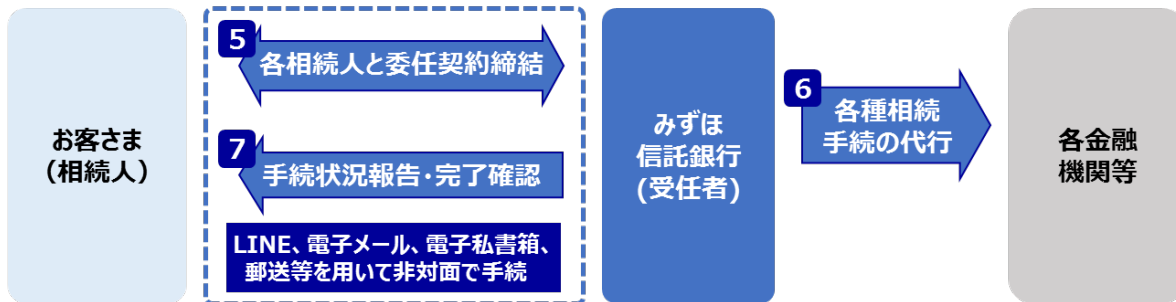 お客さま
(相続人)
5
各相続人と委任契約締結
7
手続状況報告・完了確認
LINE、電子メール、電子私書箱、
郵送等を用いて非対面で手続
みずほ
信託銀行
(受任者)
6
各種相続
手続の代行
各金融
機関等